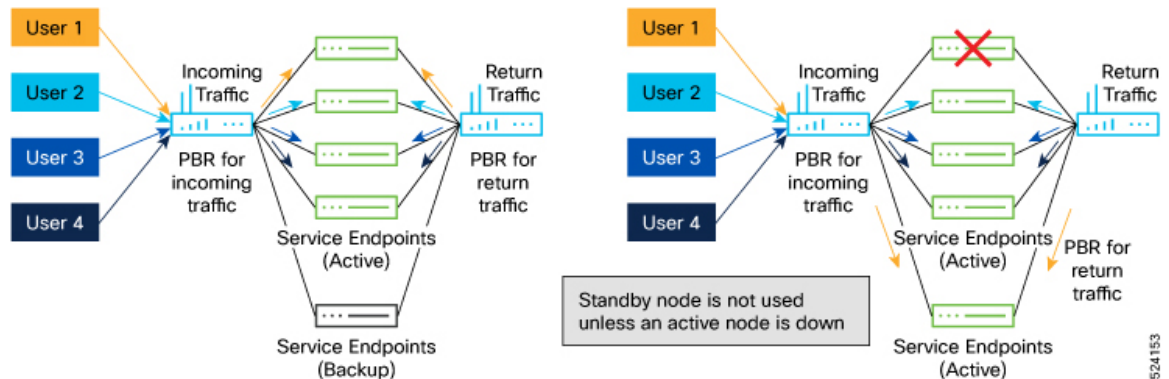 User 1
User 2
User 3
User 4
Incoming
Traffic
Return
Traffic
PBR for
incoming
traffic
PBR for
return
traffic
Service Endpoints
(Active)
Service Endpoints
(Backup)
User 1
User 2
User 3
User 4
Incoming
Traffic
Return
Traffic
PBR for
incoming
traffic
Service Endpoints
(Active)
PBR for
return
traffic
Standby node is not used
unless an active node is down
Service Endpoints
(Active)
524153